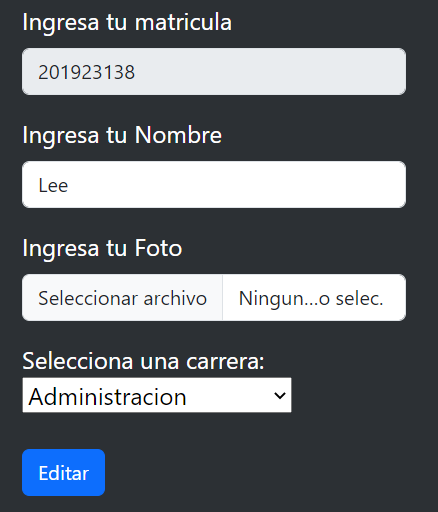 Ingresa tu matricula
201923138
Ingresa tu Nombre
Lee
Ingresa tu Foto
Seleccionar archivo Ningun...o selec.
Selecciona una carrera:
Administracion
Editar